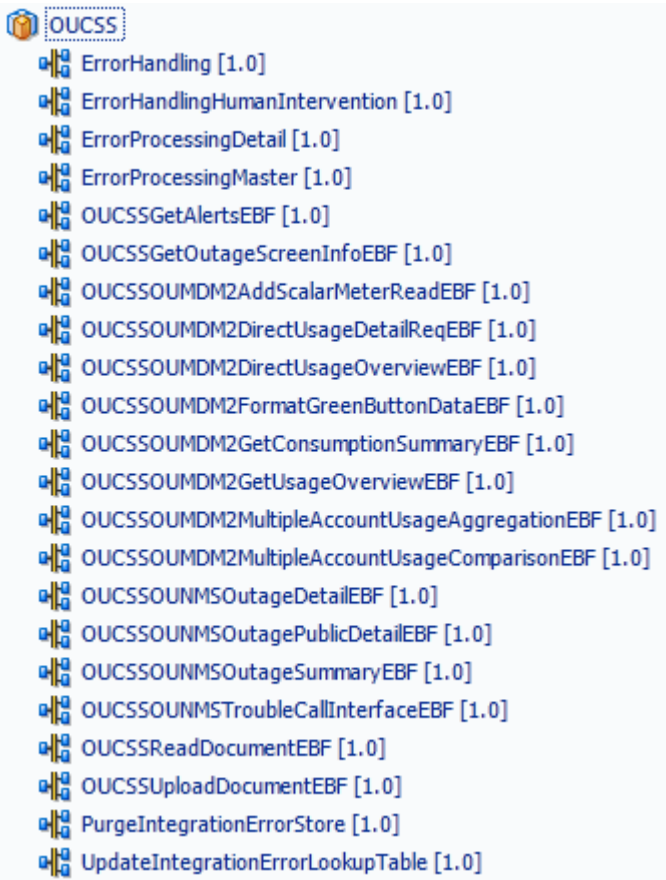 OUCSS
ErrorHandling [1.0]
ErrorHandlingHumanIntervention [1.0]
ErrorProcessingDetail [1.0]
ErrorProcessingMaster [1.0]
OUCSSGetAlertsEBF [1.0]
OUCSSGetOutageScreenInfoEBF [1.0]
OUCSSOUMDM2AddScalarMeterReadEBF [1.0]
OUCSSOUMDM2DirectUsageDetailReqEBF [1.0]
OUCSSOUMDM2DirectUsageOverviewEBF [1.0]
OUCSSOUMDM2FormatGreenButtonDataEBF [1.0]
OUCSSOUMDM2GetConsumptionSummaryEBF [1.0]
OUCSSOUMDM2GetUsageOverviewEBF [1.0]
OUCSSOUMDM2MultipleAccountUsageAggregationEBF [1.0]
OUCSSOUMDM2MultipleAccountUsageComparisonEBF [1.0]
OUCSSOUNMSOutageDetailEBF [1.0]
OUCSSOUNMSOutagePublicDetailEBF [1.0]
OUCSSOUNMSOutageSummaryEBF [1.0]
OUCSSOUNMSTroubleCallInterfaceEBF [1.0]
OUCSSReadDocumentEBF [1.0]
OUCSSUploadDocumentEBF [1.0]
PurgeIntegrationErrorStore [1.0]
UpdateIntegrationErrorLookupTable [1.0]